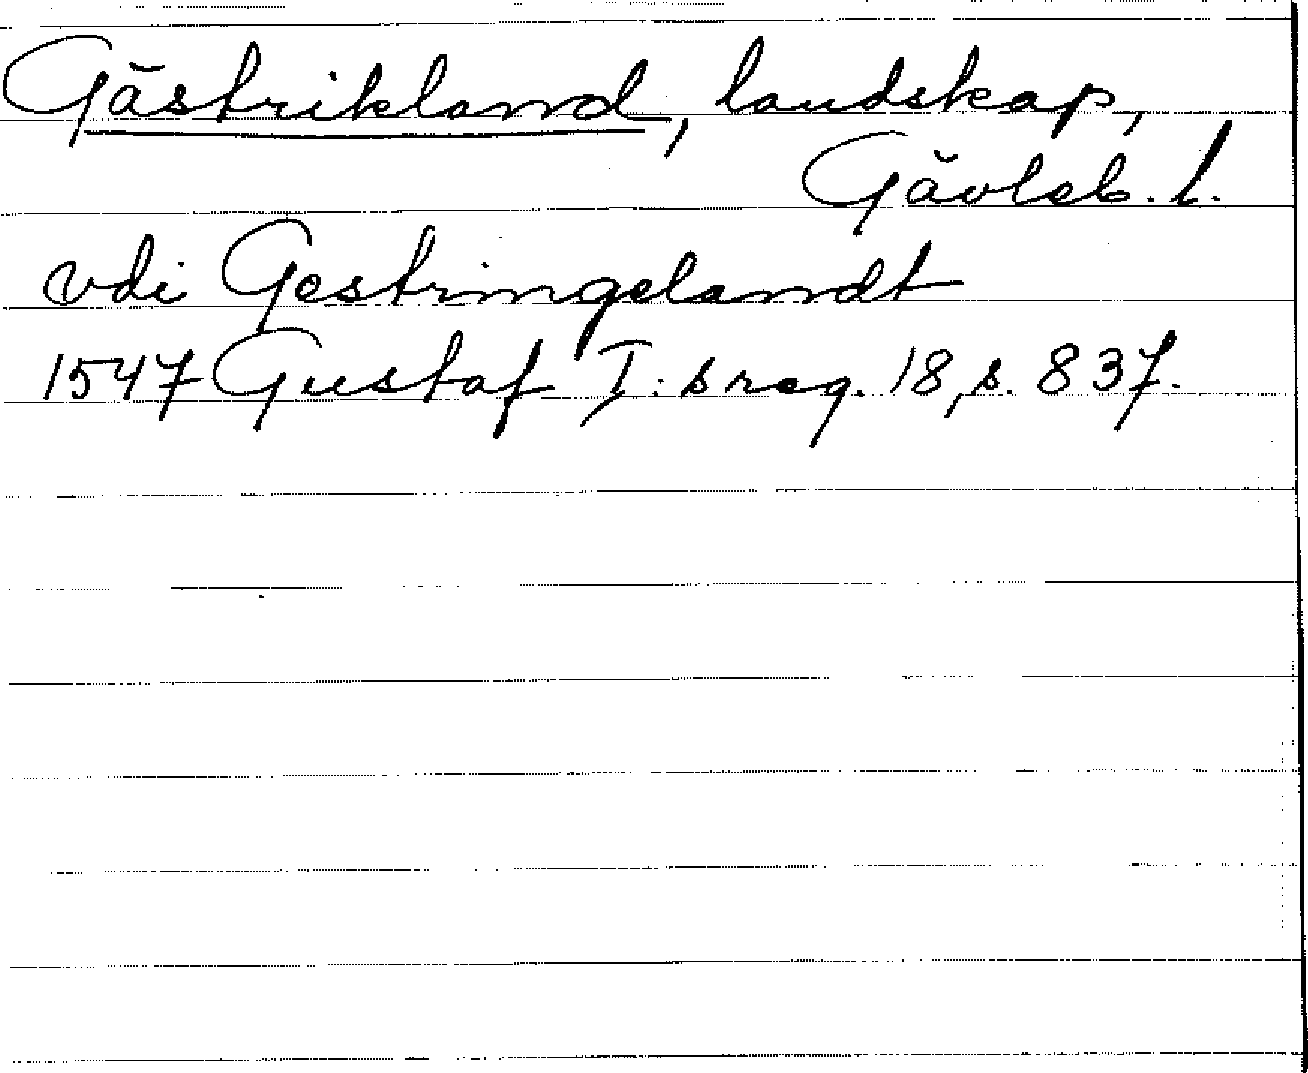 Gästrikland, landskap,
Gävleb. l.
vdi Gestringelandt
1547 Gustaf I:s reg. 18, s. 837.